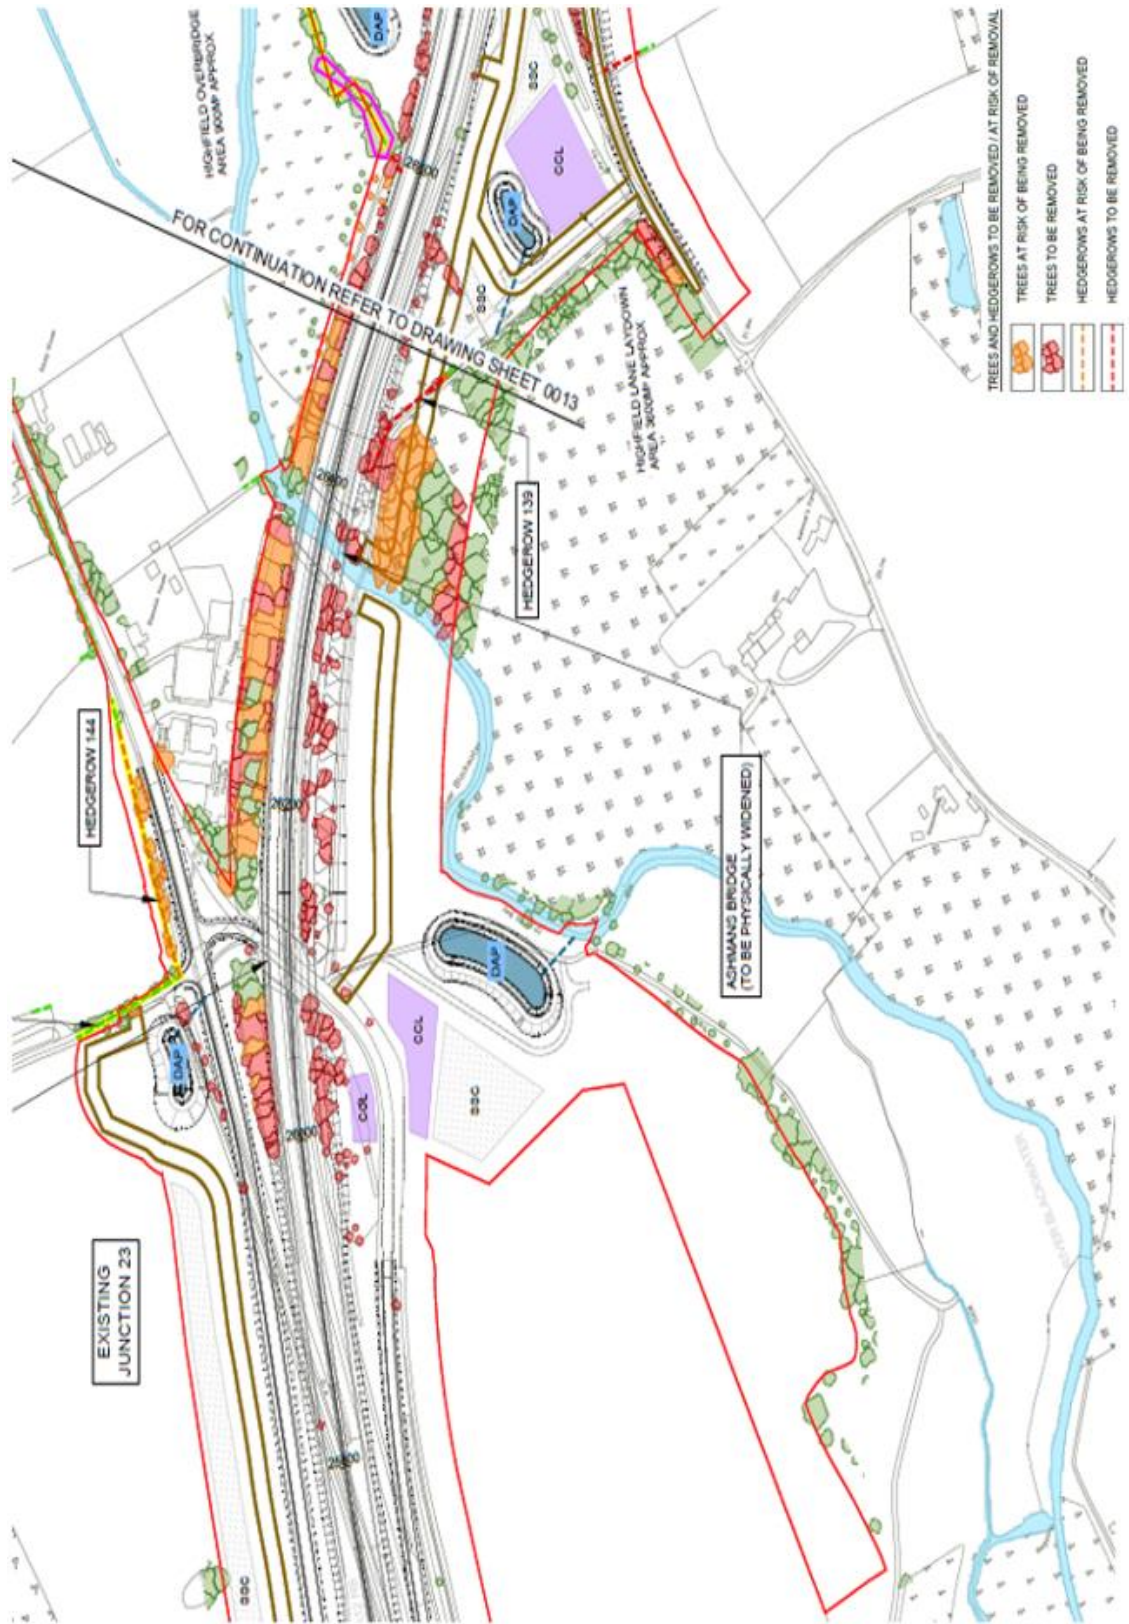 HIGHFIELD OVERBRIDGE
AREA 900M² APPROX
DAP
FOR CONTINUATION REFER TO DRAWING SHEET 0013
SSC
CCL
DAP
SSC
HIGHFIELD LANE LAYDOWN
AREA 3600M² APPROX
HEDGEROW 139
HEDGEROW 144
ASHMANS BRIDGE
(TO BE PHYSICALLY WIDENED)
26200
DAP
DAP
CCL
CCL
SSC
EXISTING
JUNCTION 23
SSC
RIVER BLACKWATER
TREES AND HEDGEROWS TO BE REMOVED / AT RISK OF REMOVAL
TREES AT RISK OF BEING REMOVED
TREES TO BE REMOVED
HEDGEROWS AT RISK OF BEING REMOVED
HEDGEROWS TO BE REMOVED